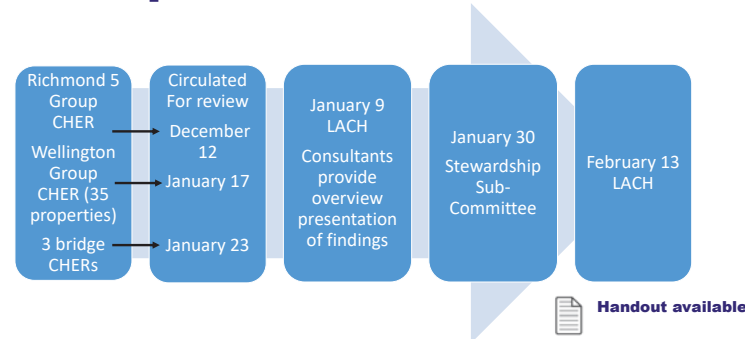 Richmond 5
Group
CHER
Wellington
Group
CHER (35
properties)
3 bridge
CHERs
Circulated
For review
December
12
January 17
January 23
January 9
LACH
Consultants
provide
overview
presentation
of findings
January 30
Stewardship
Sub-
Committee
February 13
LACH
Handout available